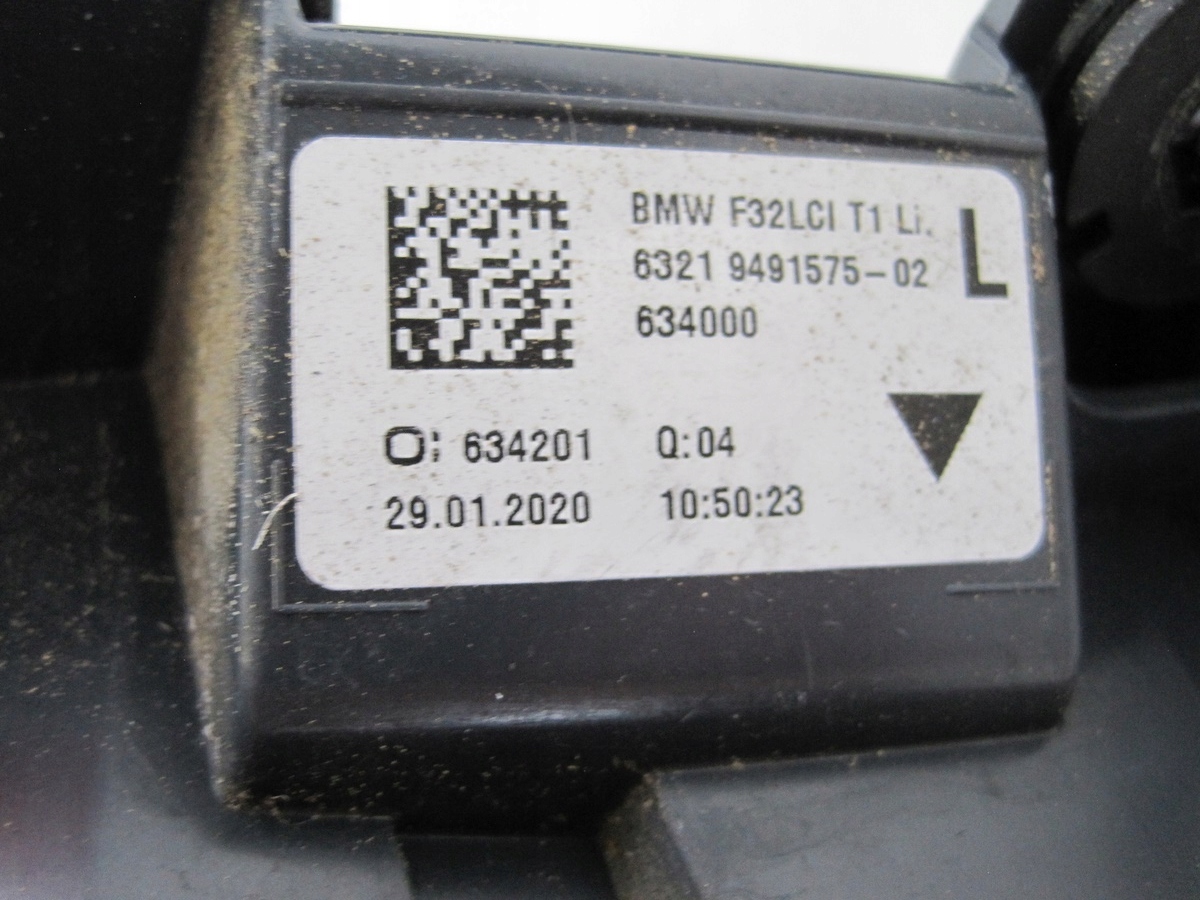 BMW F32LCI T1 Li.
L
6321 9491575-02
634000
O: 634201 Q:04
29.01.2020 10:50:23